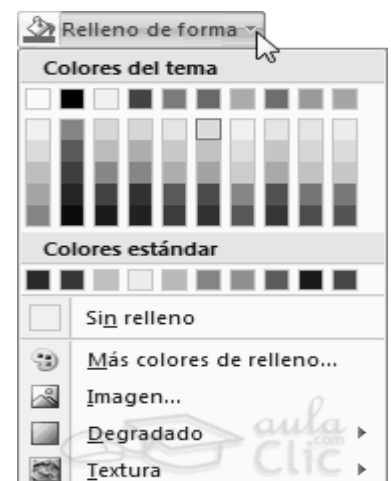 Relleno de forma
Colores del tema
Colores estándar
Sin relleno
Más colores de relleno...
Imagen...
Degradado
Textura
aula
Clic
.com